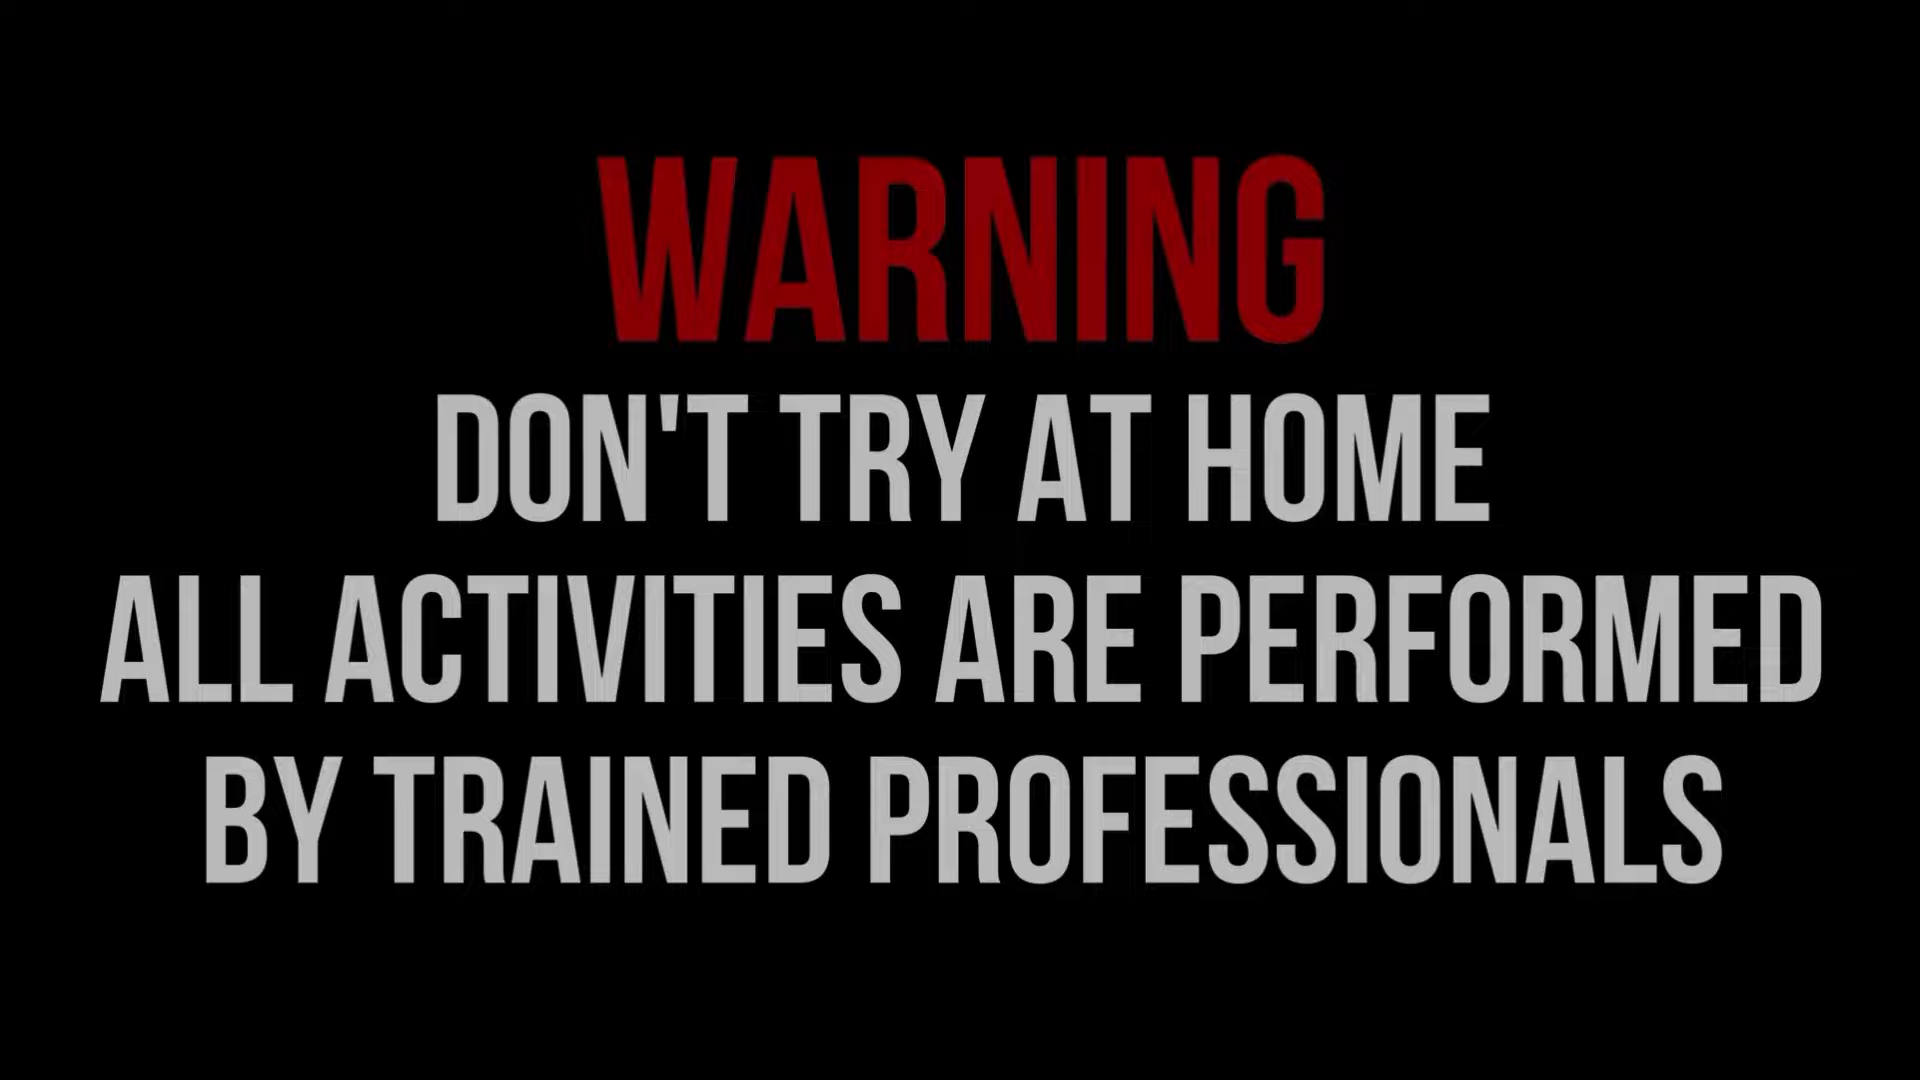 WARNING
DON'T TRY AT HOME
ALL ACTIVITIES ARE PERFORMED
BY TRAINED PROFESSIONALS